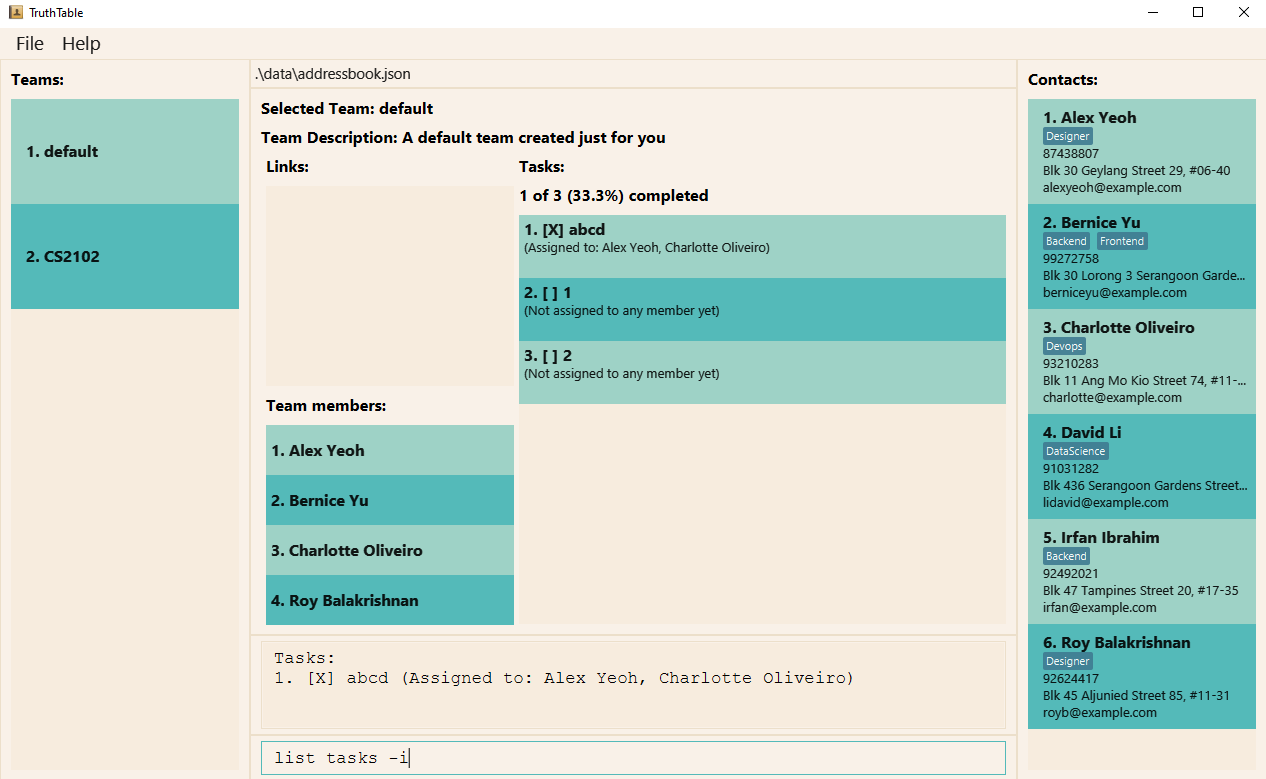 TruthTable
File Help
Teams:
1. default
2. CS2102
.\data\addressbook.json
Selected Team: default
Team Description: A default team created just for you
Links:
Tasks:
1 of 3 (33.3%) completed
1. [X] abcd
(Assigned to: Alex Yeoh, Charlotte Oliveiro)
2. [ ] 1
(Not assigned to any member yet)
3. [ ] 2
(Not assigned to any member yet)
Team members:
1. Alex Yeoh
2. Bernice Yu
3. Charlotte Oliveiro
4. Roy Balakrishnan
Tasks:
1. [X] abcd (Assigned to: Alex Yeoh, Charlotte Oliveiro)
list tasks -i
Contacts:
1. Alex Yeoh
Designer
87438807
Blk 30 Geylang Street 29, #06-40
alexyeoh@example.com
2. Bernice Yu
Backend Frontend
99272758
Blk 30 Lorong 3 Serangoon Garde...
berniceyu@example.com
3. Charlotte Oliveiro
Devops
93210283
Blk 11 Ang Mo Kio Street 74, #11-...
charlotte@example.com
4. David Li
DataScience
91031282
Blk 436 Serangoon Gardens Street...
lidavid@example.com
5. Irfan Ibrahim
Backend
92492021
Blk 47 Tampines Street 20, #17-35
irfan@example.com
6. Roy Balakrishnan
Designer
92624417
Blk 45 Aljunied Street 85, #11-31
royb@example.com